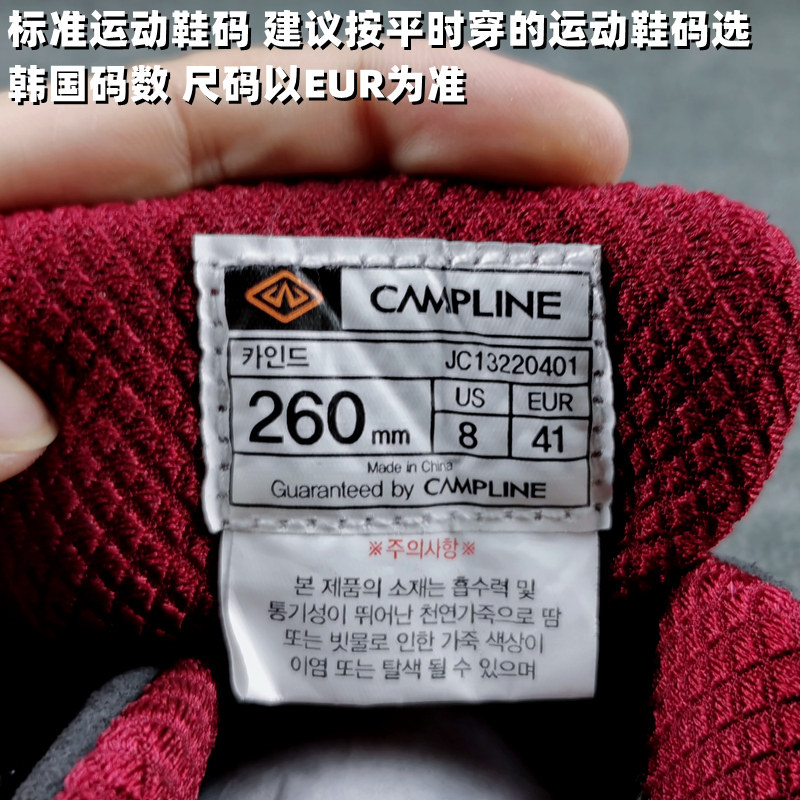 标准运动鞋码 建议按平时穿的运动鞋码选
韩国码数 尺码以EUR为准
CAMPLINE
카인드 JC13220401
260 mm
US EUR
8 41
Made in China
Guaranteed by CAMPLINE
※주의사항※
본 제품의 소재는 흡수력 및
통기성이 뛰어난 천연가죽으로 땀
또는 빗물로 인한 가죽 색상이
이염 또는 탈색 될 수 있으며